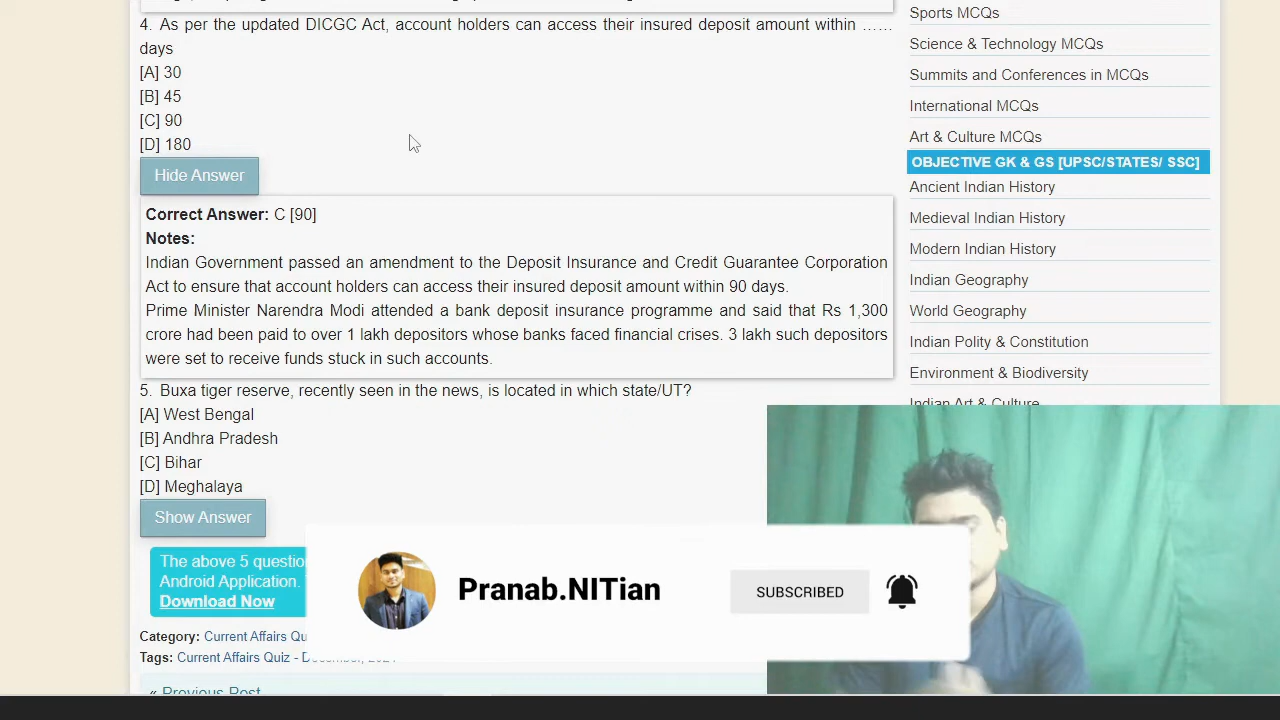 4. As per the updated DICGC Act, account holders can access their insured deposit amount within ……
days
[A] 30
[B] 45
[C] 90
[D] 180
Hide Answer
Correct Answer: C [90]
Notes:
Indian Government passed an amendment to the Deposit Insurance and Credit Guarantee Corporation
Act to ensure that account holders can access their insured deposit amount within 90 days.
Prime Minister Narendra Modi attended a bank deposit insurance programme and said that Rs 1,300
crore had been paid to over 1 lakh depositors whose banks faced financial crises. 3 lakh such depositors
were set to receive funds stuck in such accounts.
5. Buxa tiger reserve, recently seen in the news, is located in which state/UT?
[A] West Bengal
[B] Andhra Pradesh
[C] Bihar
[D] Meghalaya
Show Answer
The above 5 questio
Android Application.
Download Now
Category: Current Affairs Qu
Tags: Current Affairs Quiz -
« Previous Post
Sports MCQs
Science & Technology MCQs
Summits and Conferences in MCQs
International MCQs
Art & Culture MCQs
OBJECTIVE GK & GS [UPSC/STATES/ SSC]
Ancient Indian History
Medieval Indian History
Modern Indian History
Indian Geography
World Geography
Indian Polity & Constitution
Environment & Biodiversity
Indian Art & Culture
Pranab.NITian
SUBSCRIBED